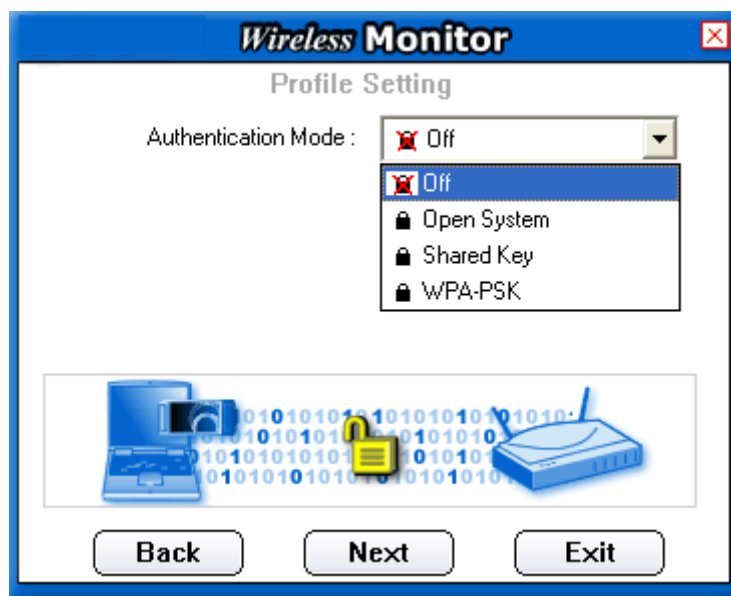 Wireless Monitor
Profile Setting
Authentication Mode : Off
Off
Open System
Shared Key
WPA-PSK
Back Next Exit